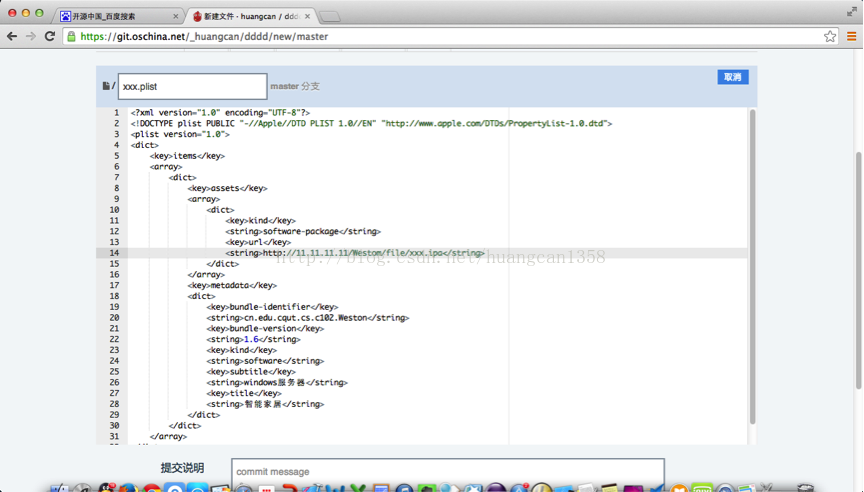 开源中国_百度搜索
新建文件 · huangcan / ddd
https://git.oschina.net/_huangcan/dddd/new/master
/ xxx.plist master 分支 取消
1 <?xml version="1.0" encoding="UTF-8"?>
2 <!DOCTYPE plist PUBLIC "-//Apple//DTD PLIST 1.0//EN" "http://www.apple.com/DTDs/PropertyList-1.0.dtd">
3 <plist version="1.0">
4 <dict>
5 <key>items</key>
6 <array>
7 <dict>
8 <key>assets</key>
9 <array>
10 <dict>
11 <key>kind</key>
12 <string>software-package</string>
13 <key>url</key>
14 <string>http://11.11.11.11/Westom/file/xxx.ipa</string>
http://blog.csdn.net/huangcan1358
15 </dict>
16 </array>
17 <key>metadata</key>
18 <dict>
19 <key>bundle-identifier</key>
20 <string>cn.edu.cqut.cs.c102.Weston</string>
21 <key>bundle-version</key>
22 <string>1.6</string>
23 <key>kind</key>
24 <string>software</string>
25 <key>subtitle</key>
26 <string>windows服务器</string>
27 <key>title</key>
28 <string>智能家居</string>
29 </dict>
30 </dict>
31 </array>
提交说明 commit message